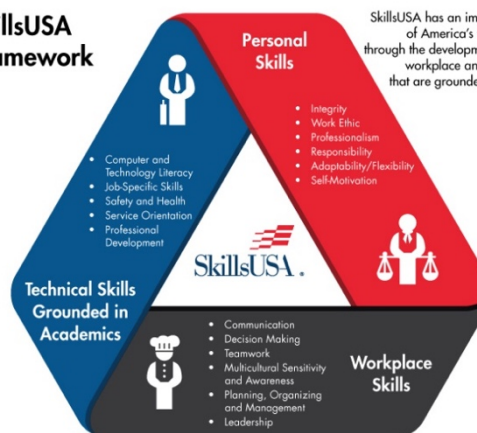 llsUSA
amework
SkillsUSA has an im
of America's
through the developm
workplace an
that are grounde
Personal
Skills
• Integrity
• Work Ethic
• Professionalism
• Responsibility
• Adaptability/Flexibility
• Self-Motivation
• Computer and
Technology Literacy
• Job-Specific Skills
• Safety and Health
• Service Orientation
• Professional
Development
SkillsUSA®
Technical Skills
Grounded in
Academics
• Communication
• Decision Making
• Teamwork
• Multicultural Sensitivity
and Awareness
• Planning, Organizing
and Management
• Leadership
Workplace
Skills